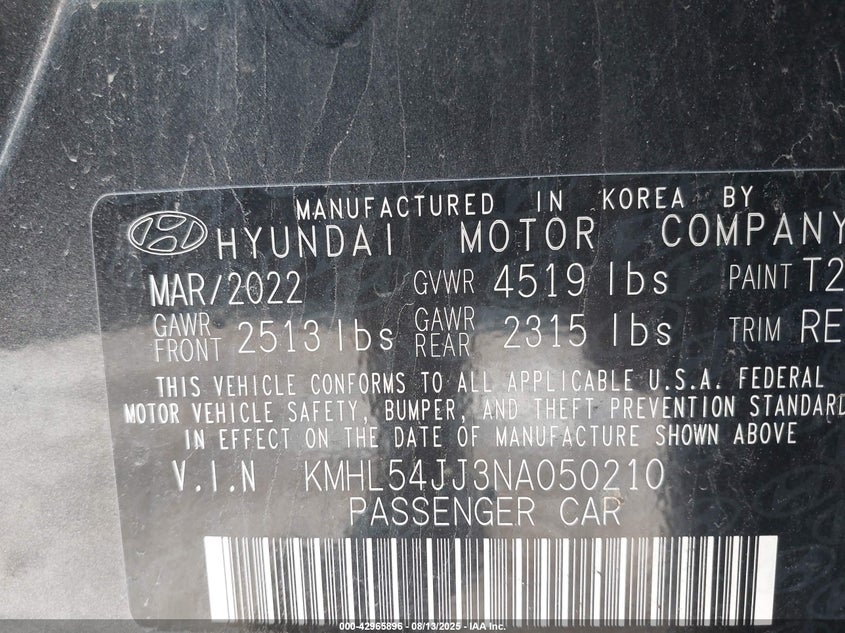 MANUFACTURED IN KOREA BY
HYUNDAI MOTOR COMPANY
MAR/2022 GVWR 4519 lbs PAINT T2
GAWR FRONT 2513 lbs GAWR REAR 2315 lbs TRIM RE
THIS VEHICLE CONFORMS TO ALL APPLICABLE U.S.A. FEDERAL
MOTOR VEHICLE SAFETY, BUMPER, AND THEFT PREVENTION STANDARD
IN EFFECT ON THE DATE OF MANUFACTURE SHOWN ABOVE
V.I.N KMHL54JJ3NA050210
PASSENGER CAR
000-42965896 - 08/13/2025 - IAA Inc.